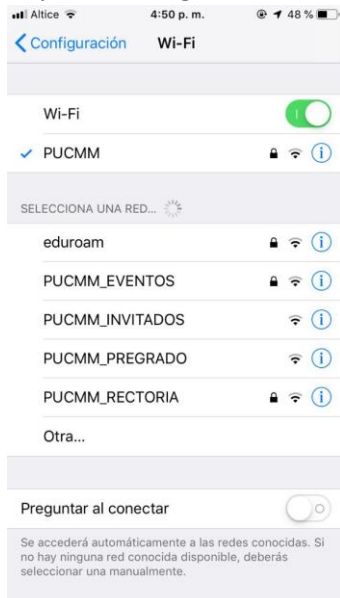 Altice 4:50 p. m. 48 %
Configuración Wi-Fi
Wi-Fi
PUCMM
SELECCIONA UNA RED...
eduroam
PUCMM_EVENTOS
PUCMM_INVITADOS
PUCMM_PREGRADO
PUCMM_RECTORIA
Otra...
Preguntar al conectar
Se accederá automáticamente a las redes conocidas. Si
no hay ninguna red conocida disponible, deberás
seleccionar una manualmente.